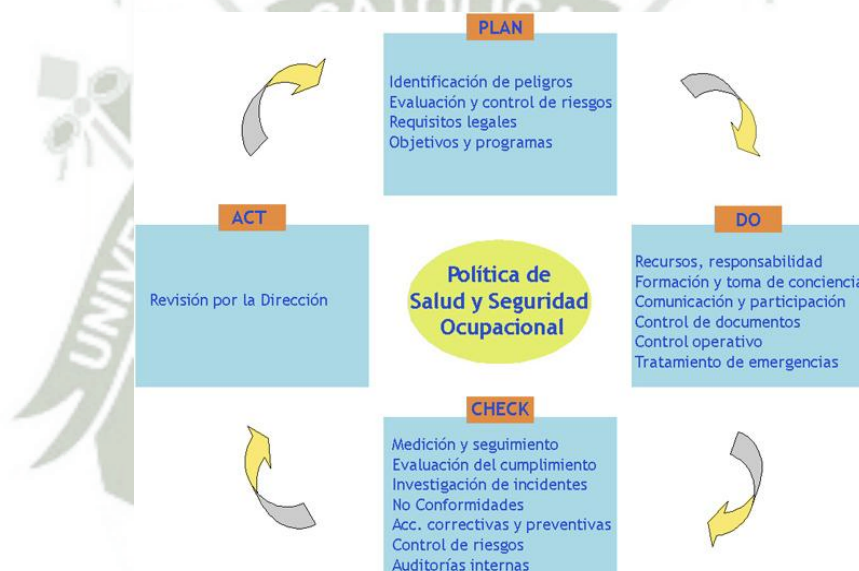 CATOLICA
PLAN
Identificación de peligros
Evaluación y control de riesgos
Requisitos legales
Objetivos y programas
ACT
Revisión por la Dirección
Política de
Salud y Seguridad
Ocupacional
DO
Recursos, responsabilidad
Formación y toma de conciencia
Comunicación y participación
Control de documentos
Control operativo
Tratamiento de emergencias
CHECK
Medición y seguimiento
Evaluación del cumplimiento
Investigación de incidentes
No Conformidades
Acc. correctivas y preventivas
Control de riesgos
Auditorías internas
UNIVE